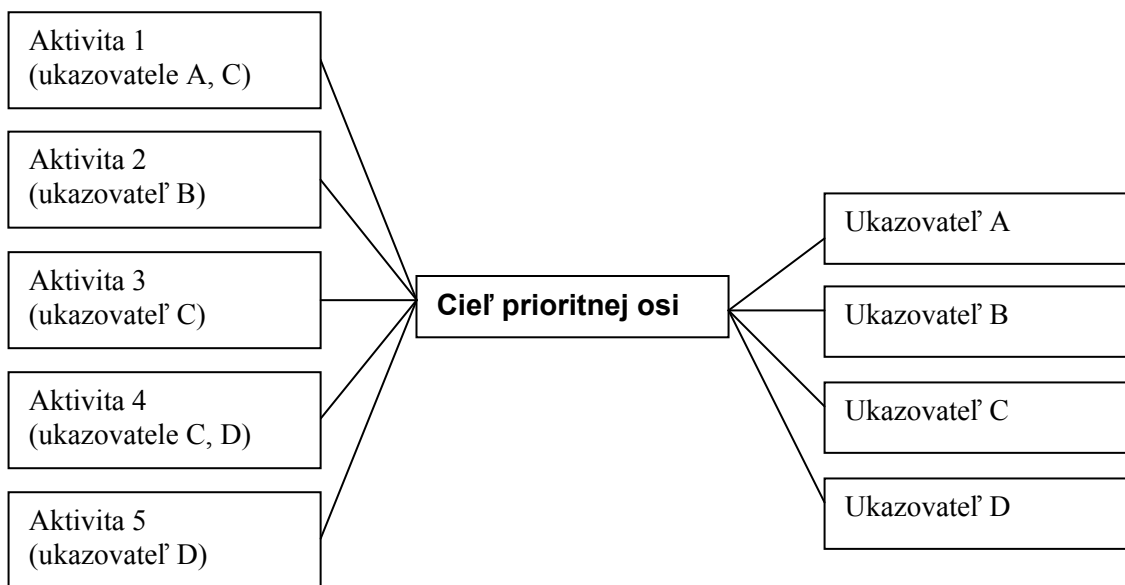 Aktivita 1
(ukazovatele A, C)
Aktivita 2
(ukazovateľ B)
Aktivita 3
(ukazovateľ C)
Aktivita 4
(ukazovatele C, D)
Aktivita 5
(ukazovateľ D)
Cieľ prioritnej osi
Ukazovateľ A
Ukazovateľ B
Ukazovateľ C
Ukazovateľ D